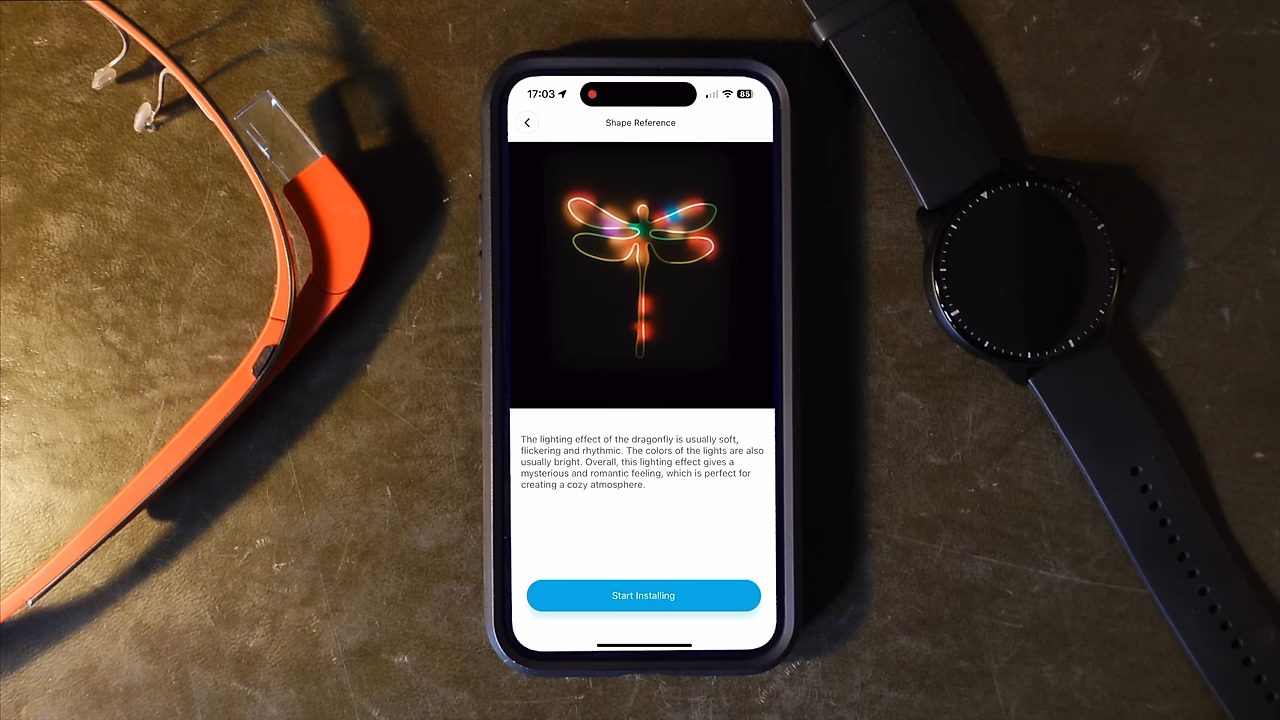 17:03
85
Shape Reference
The lighting effect of the dragonfly is usually soft,
flickering and rhythmic. The colors of the lights are also
usually bright. Overall, this lighting effect gives a
mysterious and romantic feeling, which is perfect for
creating a cozy atmosphere.
Start Installing